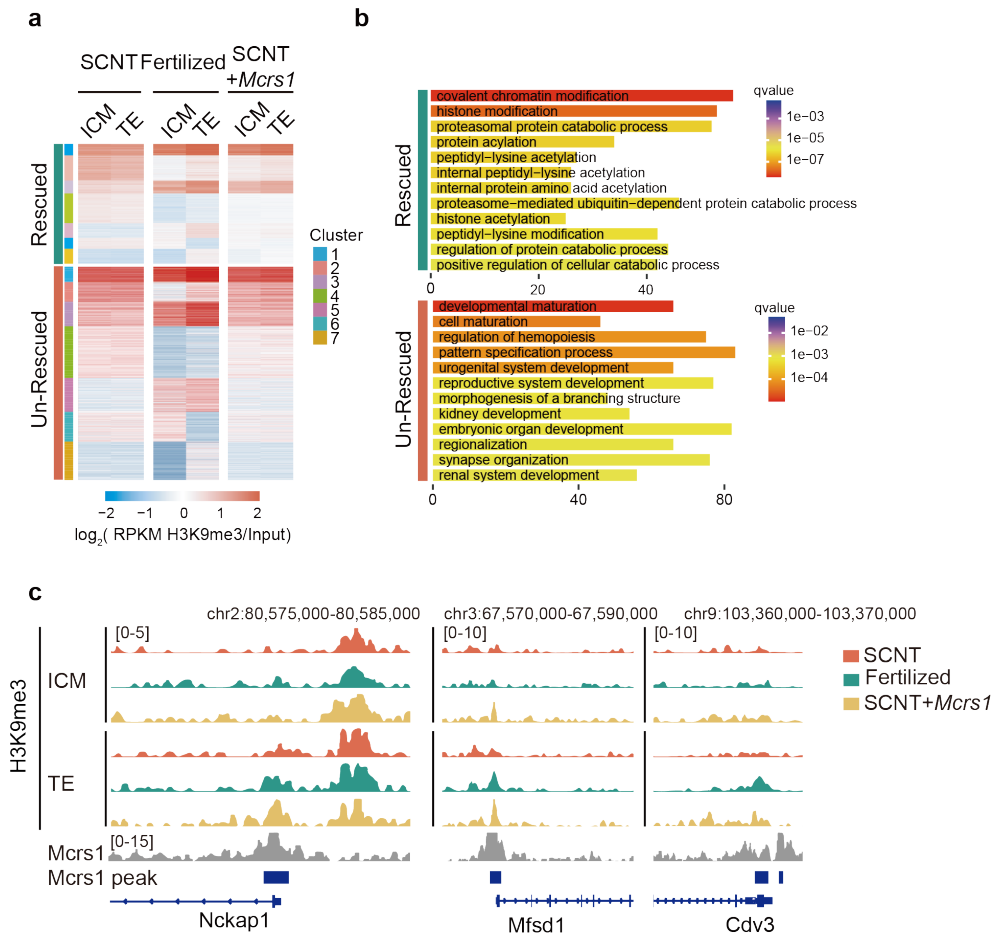 a
SCNT Fertilized SCNT
+Mcrs1
ICM TE ICM TE ICM TE
Rescued
Un-Rescued
Cluster
1
2
3
4
5
6
7
−2 −1 0 1 2
log2( RPKM H3K9me3/Input)
b
Rescued
covalent chromatin modification
histone modification
proteasomal protein catabolic process
protein acylation
peptidyl−lysine acetylation
internal peptidyl−lysine acetylation
internal protein amino acid acetylation
proteasome−mediated ubiquitin−dependent protein catabolic process
histone acetylation
peptidyl−lysine modification
regulation of protein catabolic process
positive regulation of cellular catabolic process
0 20 40
qvalue
1e−03
1e−05
1e−07
Un-Rescued
developmental maturation
cell maturation
regulation of hemopoiesis
pattern specification process
urogenital system development
reproductive system development
morphogenesis of a branching structure
kidney development
embryonic organ development
regionalization
synapse organization
renal system development
0 40 80
qvalue
1e−02
1e−03
1e−04
c
chr2:80,575,000-80,585,000 chr3:67,570,000-67,590,000 chr9:103,360,000-103,370,000
[0-5] [0-10] [0-10]
H3K9me3
ICM
TE
SCNT
Fertilized
SCNT+Mcrs1
Mcrs1 [0-15]
Mcrs1 peak
Nckap1 Mfsd1 Cdv3